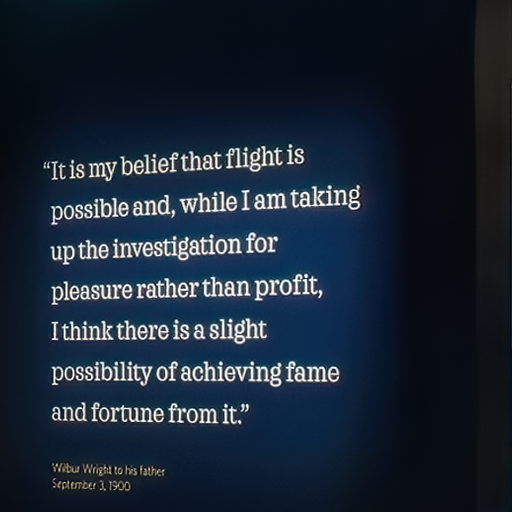 “It is my belief that flight is
possible and, while I am taking
up the investigation for
pleasure rather than profit,
I think there is a slight
possibility of achieving fame
and fortune from it.”
Wilbur Wright to his father
September 3, 1900